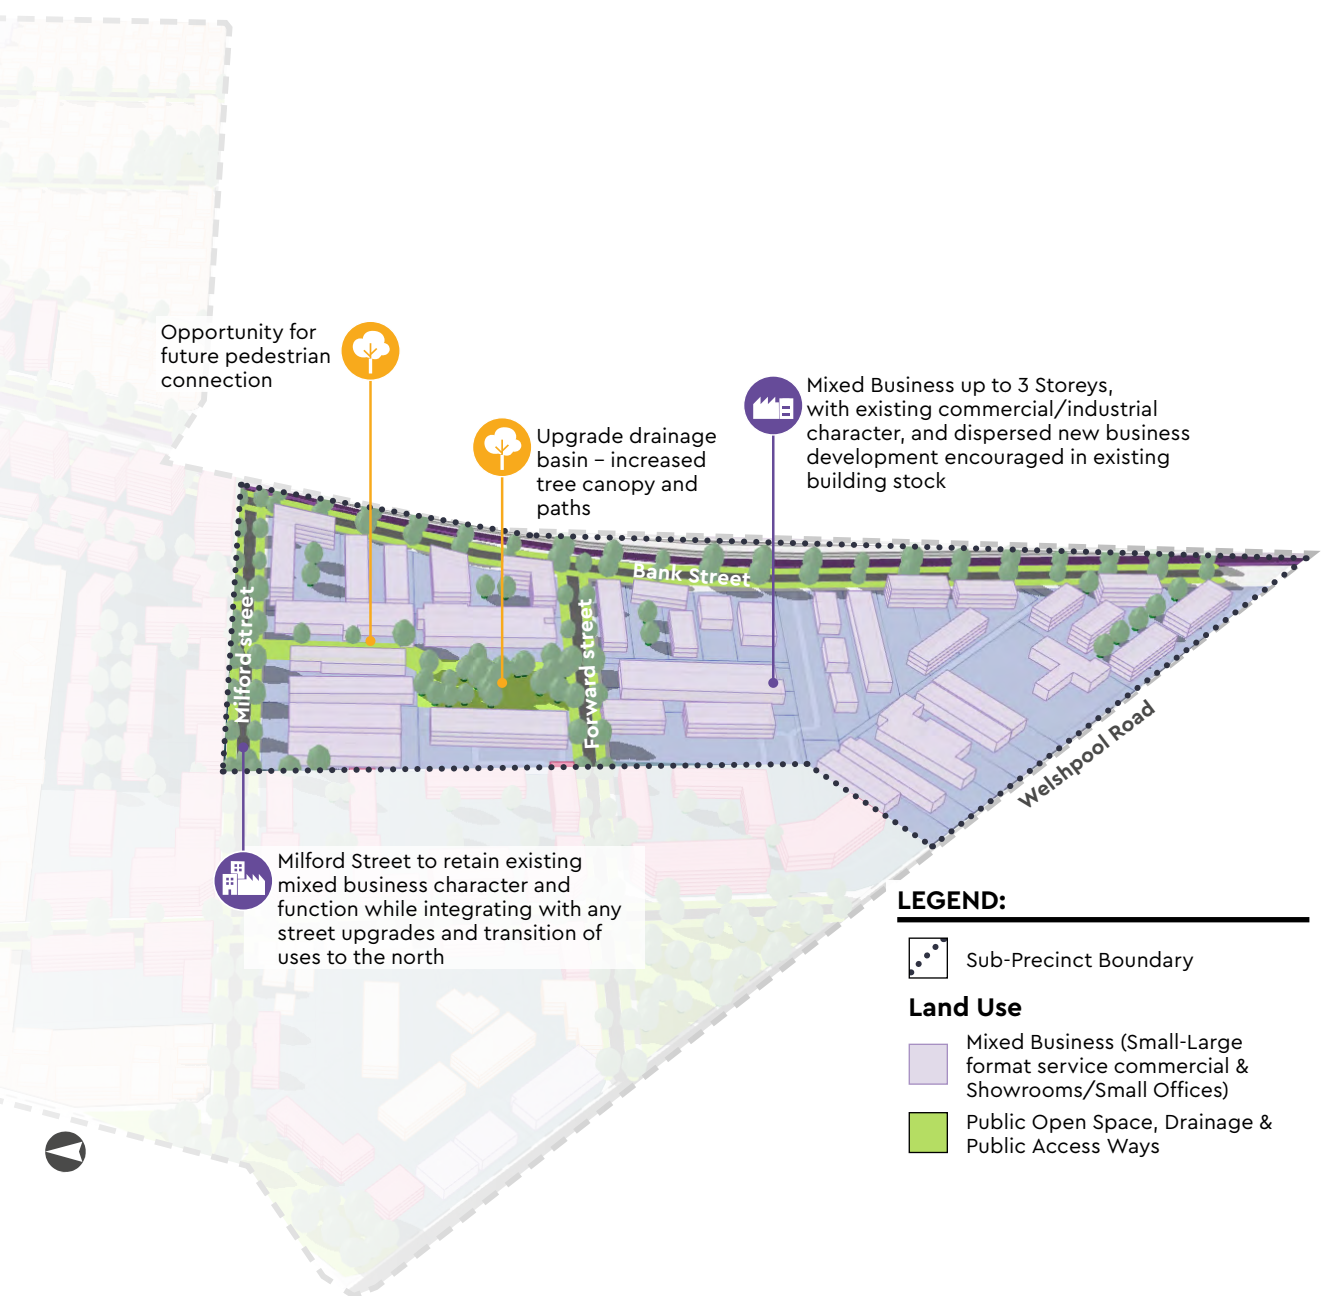 Opportunity for
future pedestrian
connection
Mixed Business up to 3 Storeys,
with existing commercial/industrial
character, and dispersed new business
development encouraged in existing
building stock
Upgrade drainage
basin – increased
tree canopy and
paths
Bank Street
Milford street
Forward street
Welshpool Road
Milford Street to retain existing
mixed business character and
function while integrating with any
street upgrades and transition of
uses to the north
LEGEND:
Sub-Precinct Boundary
Land Use
Mixed Business (Small-Large
format service commercial &
Showrooms/Small Offices)
Public Open Space, Drainage &
Public Access Ways